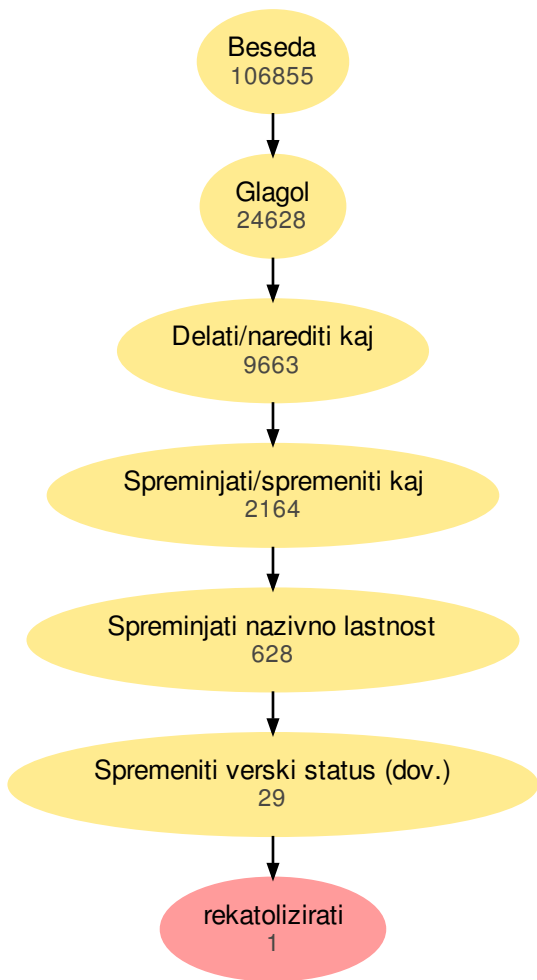 Beseda
106855
Glagol
24628
Delati/narediti kaj
9663
Spreminjati/spremeniti kaj
2164
Spreminjati nazivno lastnost
628
Spremeniti verski status (dov.)
29
rekatolizirati
1